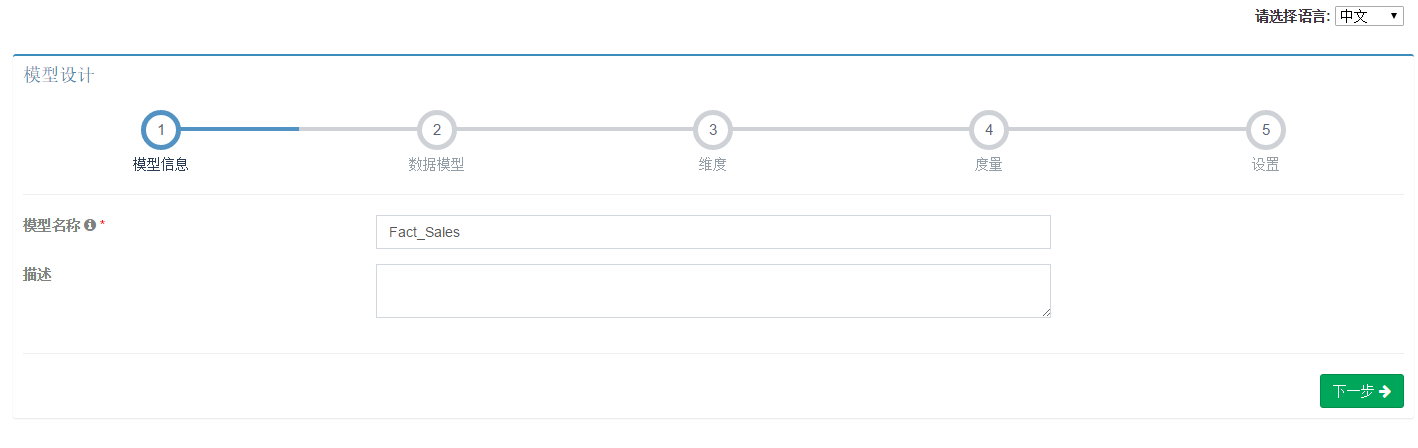 请选择语言: 中文
模型设计
1 2 3 4 5
模型信息 数据模型 维度 度量 设置
模型名称 *
Fact_Sales
描述
下一步